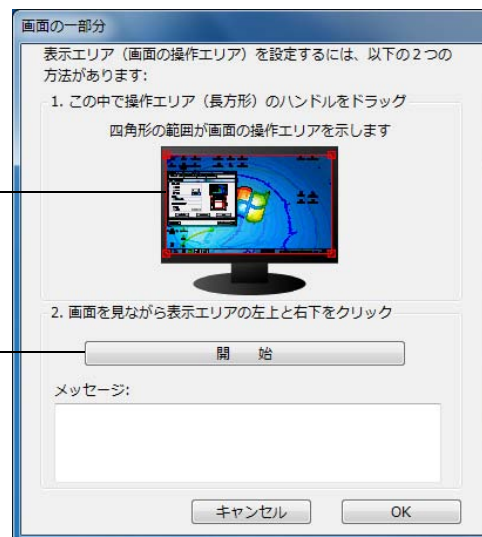 画面の一部分
表示エリア（画面の操作エリア）を設定するには、以下の２つの
方法があります:
1. この中で操作エリア（長方形）のハンドルをドラッグ
四角形の範囲が画面の操作エリアを示します
2. 画面を見ながら表示エリアの左上と右下をクリック
開　始
メッセージ:
キャンセル OK